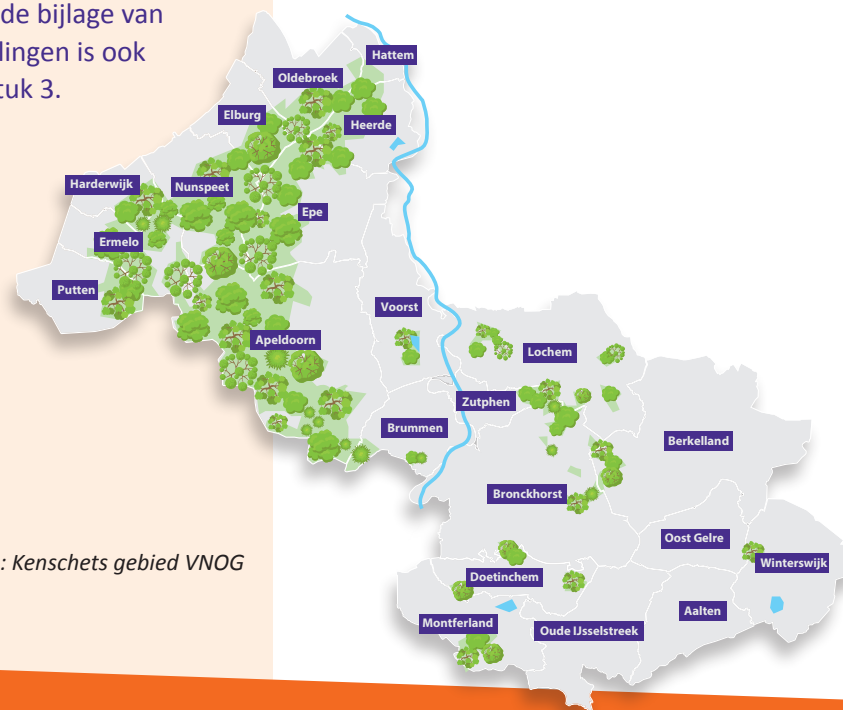 de bijlage van
lingen is ook
tuk 3.
Hattem
Oldebroek
Elburg
Heerde
Harderwijk
Nunspeet
Epe
Ermelo
Putten
Voorst
Apeldoorn
Lochem
Zutphen
Brummen
Berkelland
Bronckhorst
Oost Gelre
Winterswijk
: Kenschets gebied VNOG
Doetinchem
Aalten
Montferland
Oude IJsselstreek